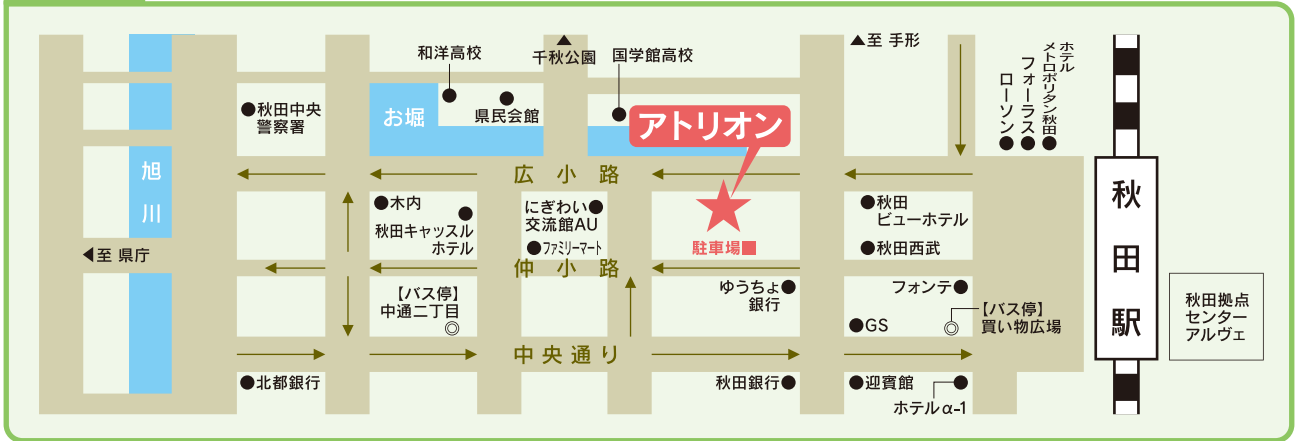 和洋高校
▲
千秋公園
国学館高校
▲至 手形
ホテル
メトロポリタン秋田
フォーラス
ローソン
●秋田中央
警察署
お堀
県民会館
アトリオン
旭川
広小路
●木内
秋田キャッスル
ホテル
にぎわい●
交流館AU
●ファミリーマート
駐車場■
●秋田
ビューホテル
●秋田西武
秋田駅
◀至 県庁
仲小路
【バス停】
中通二丁目
◎
ゆうちょ●
銀行
フォンテ●
●GS
【バス停】
買い物広場
◎
秋田拠点
センター
アルヴェ
中央通り
●北都銀行
秋田銀行●
●迎賓館
ホテルα-1